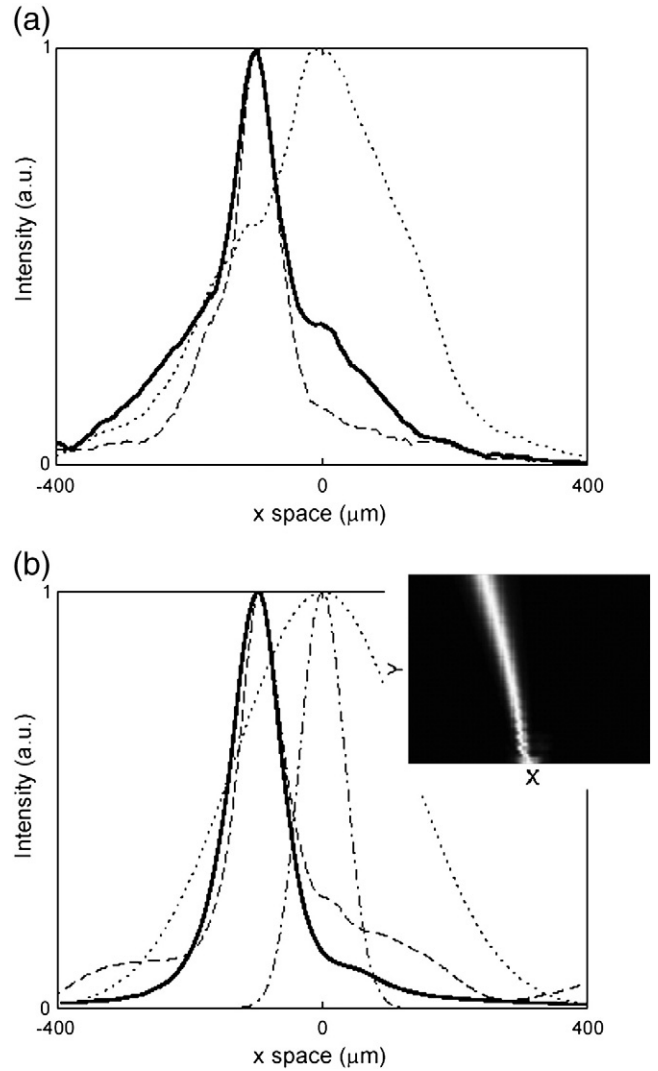 (a)
1
Intensity (a.u.)
0
-400 0 400
x space (μm)
(b)
1
Intensity (a.u.)
Y
X
0
-400 0 400
x space (μm)